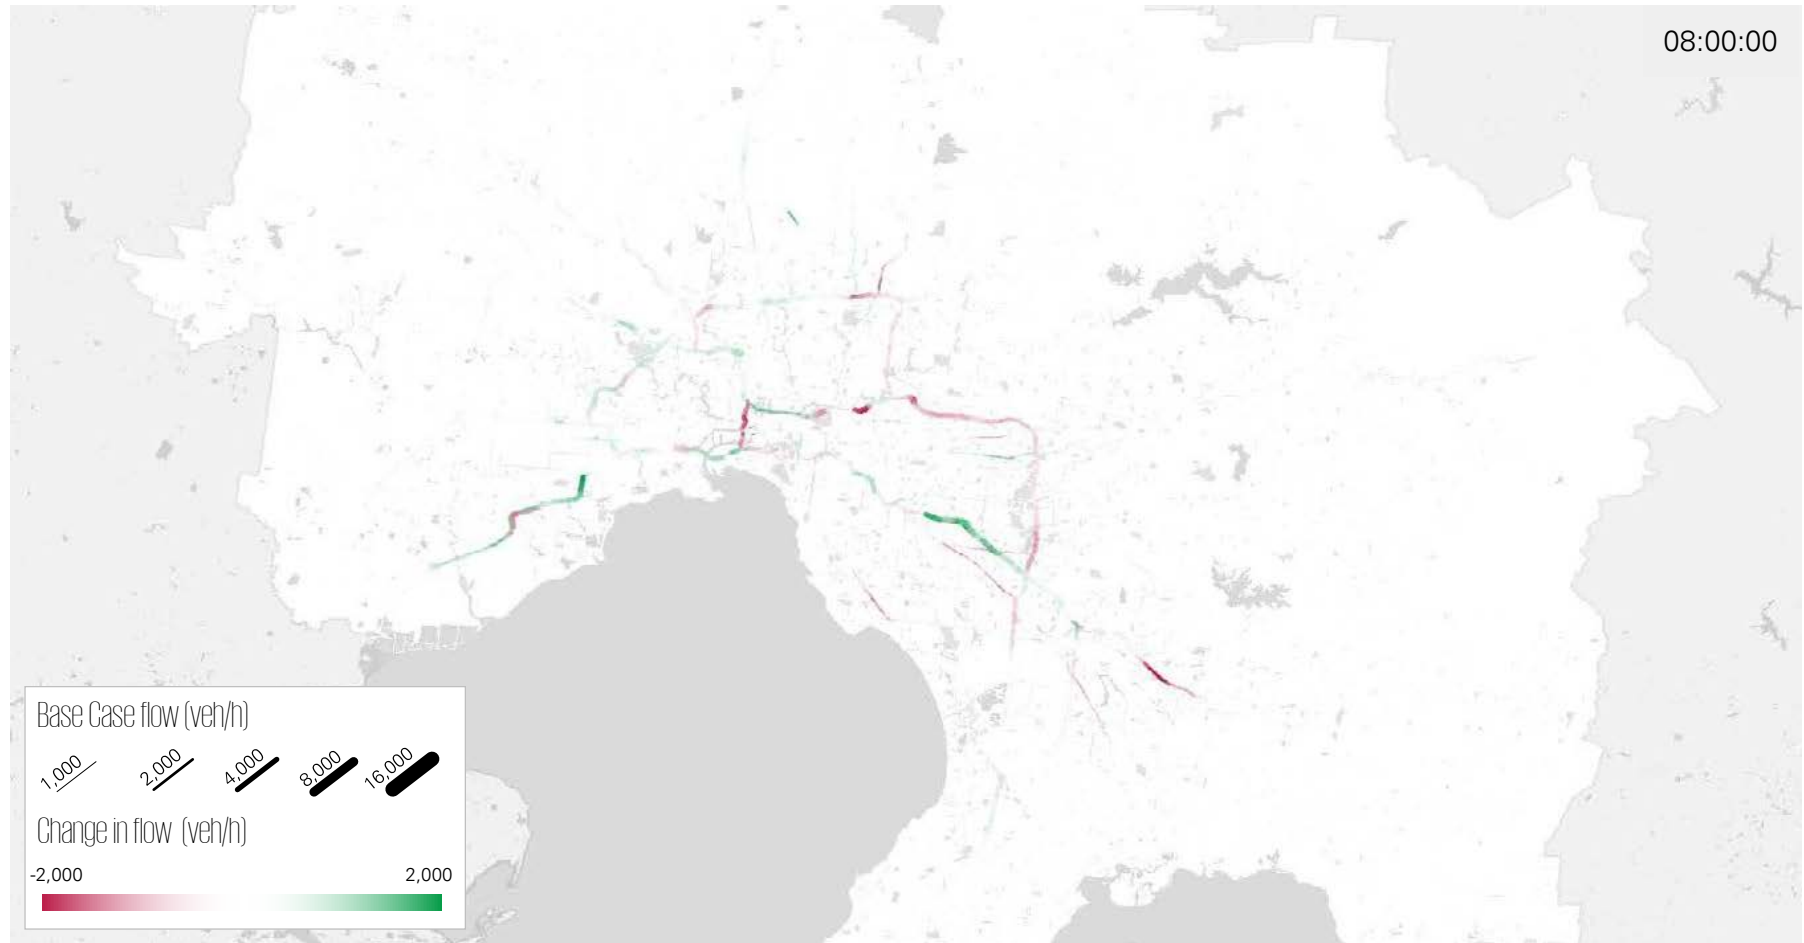 08:00:00
Base Case flow (veh/h)
1,000 2,000 4,000 8,000 16,000
Change in flow (veh/h)
-2,000 2,000